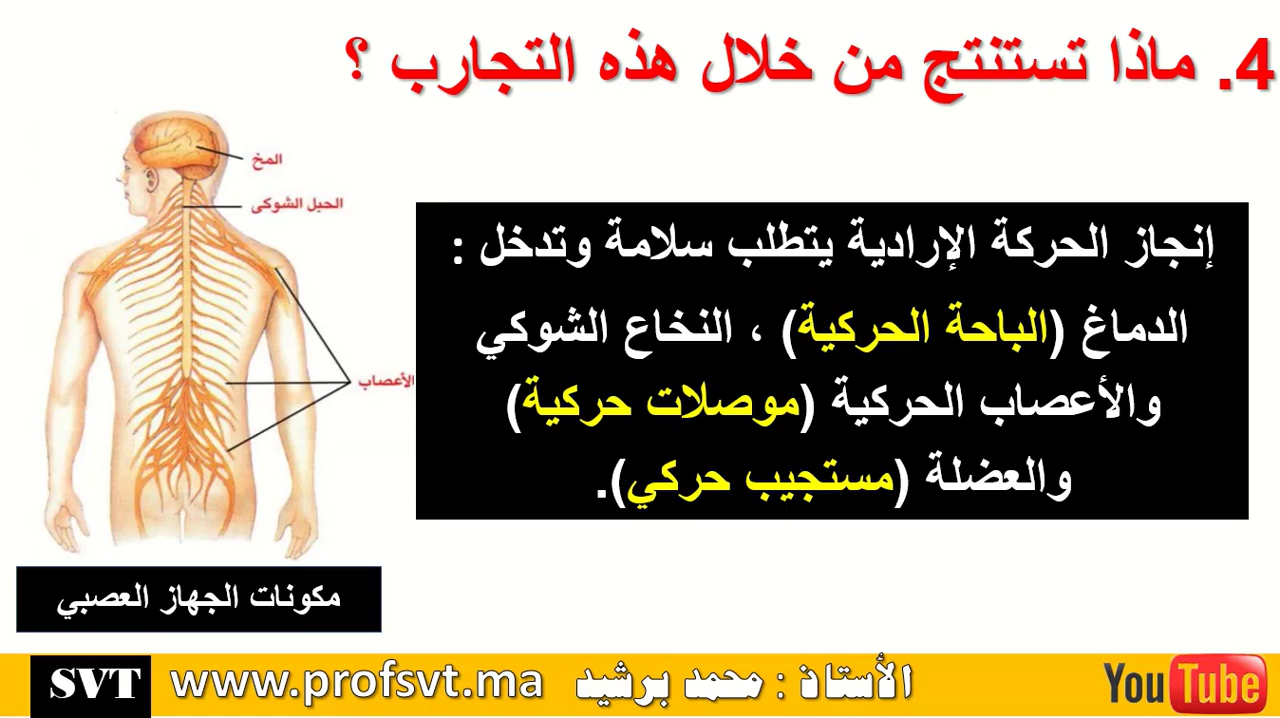 4. ماذا تستنتج من خلال هذه التجارب ؟
المخ
الحبل الشوكى
الأعصاب
إنجاز الحركة الإرادية يتطلب سلامة وتدخل :
الدماغ (الباحة الحركية) ، النخاع الشوكي
والأعصاب الحركية (موصلات حركية)
والعضلة (مستجيب حركي).
مكونات الجهاز العصبي
SVT www.profsvt.ma الأستاذ : محمد برشيد YouTube